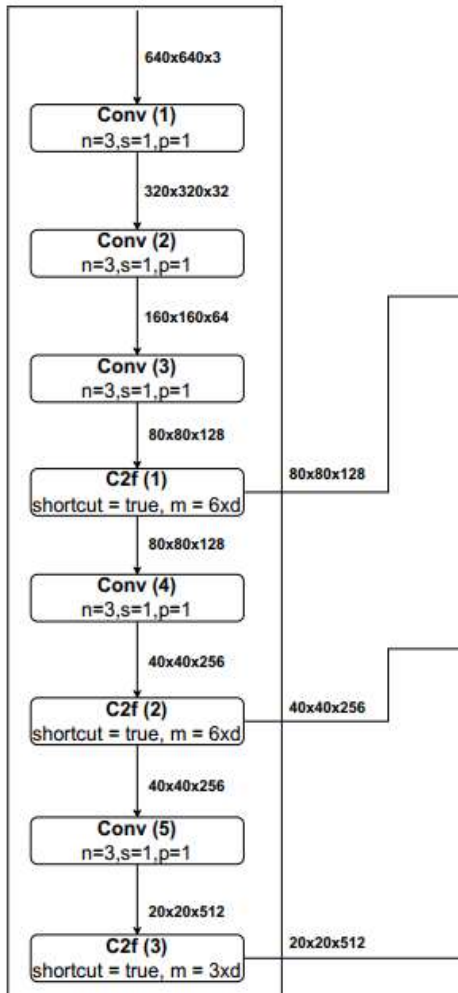 640x640x3
Conv (1)
n=3,s=1,p=1
320x320x32
Conv (2)
n=3,s=1,p=1
160x160x64
Conv (3)
n=3,s=1,p=1
80x80x128
C2f (1)
shortcut = true, m = 6xd
80x80x128
80x80x128
Conv (4)
n=3,s=1,p=1
40x40x256
C2f (2)
shortcut = true, m = 6xd
40x40x256
40x40x256
Conv (5)
n=3,s=1,p=1
20x20x512
C2f (3)
shortcut = true, m = 3xd
20x20x512